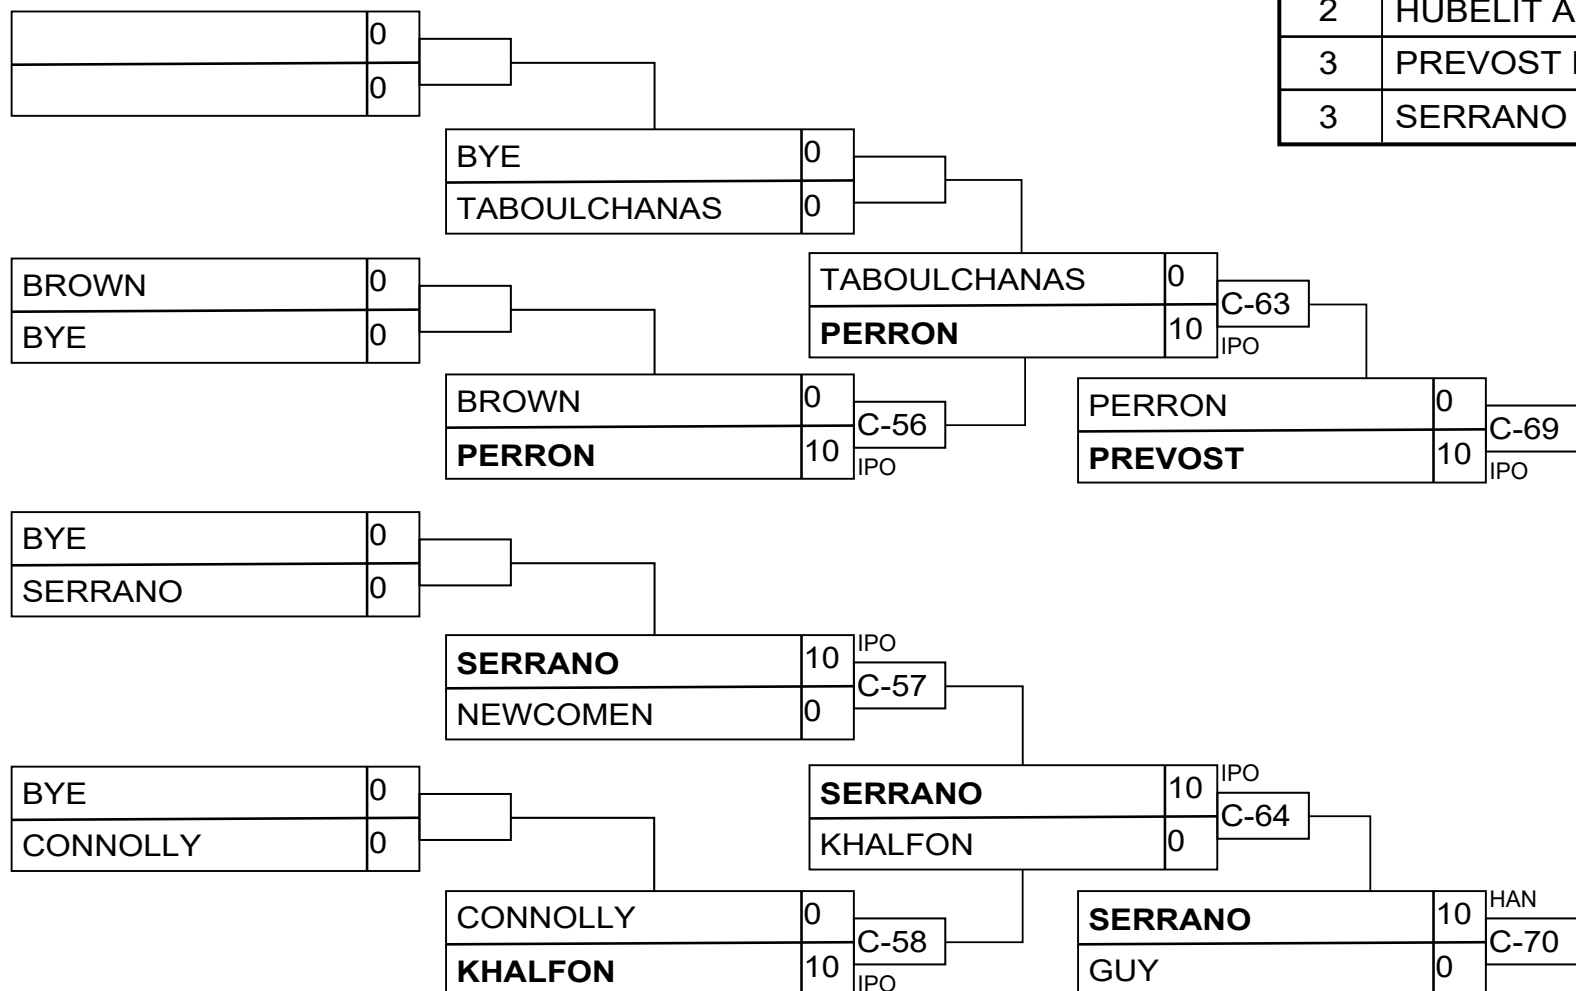 2 HUBELIT A
3 PREVOST
3 SERRANO
0
0
BYE 0
TABOULCHANAS 0
BROWN 0
BYE 0
TABOULCHANAS 0
PERRON 10
C-63
IPO
BROWN 0
PERRON 10
C-56
IPO
PERRON 0
PREVOST 10
C-69
IPO
BYE 0
SERRANO 0
SERRANO 10
NEWCOMEN 0
IPO
C-57
BYE 0
CONNOLLY 0
SERRANO 10
KHALFON 0
IPO
C-64
CONNOLLY 0
KHALFON 10
C-58
IPO
SERRANO 10
GUY 0
HAN
C-70